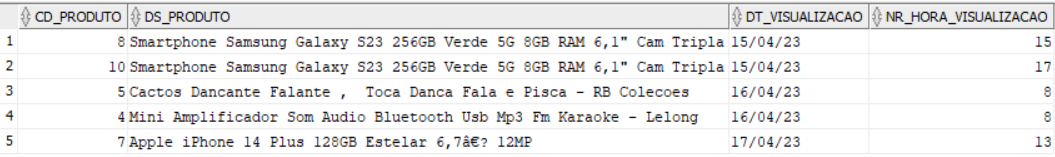 CD_PRODUTO DS_PRODUTO DT_VISUALIZACAO NR_HORA_VISUALIZACAO
1 8 Smartphone Samsung Galaxy S23 256GB Verde 5G 8GB RAM 6,1" Cam Tripla 15/04/23 15
2 10 Smartphone Samsung Galaxy S23 256GB Verde 5G 8GB RAM 6,1" Cam Tripla 15/04/23 17
3 5 Cactos Dancante Falante , Toca Danca Fala e Pisca - RB Colecoes 16/04/23 8
4 4 Mini Amplificador Som Audio Bluetooth Usb Mp3 Fm Karaoke - Lelong 16/04/23 8
5 7 Apple iPhone 14 Plus 128GB Estelar 6,7â€? 12MP 17/04/23 13